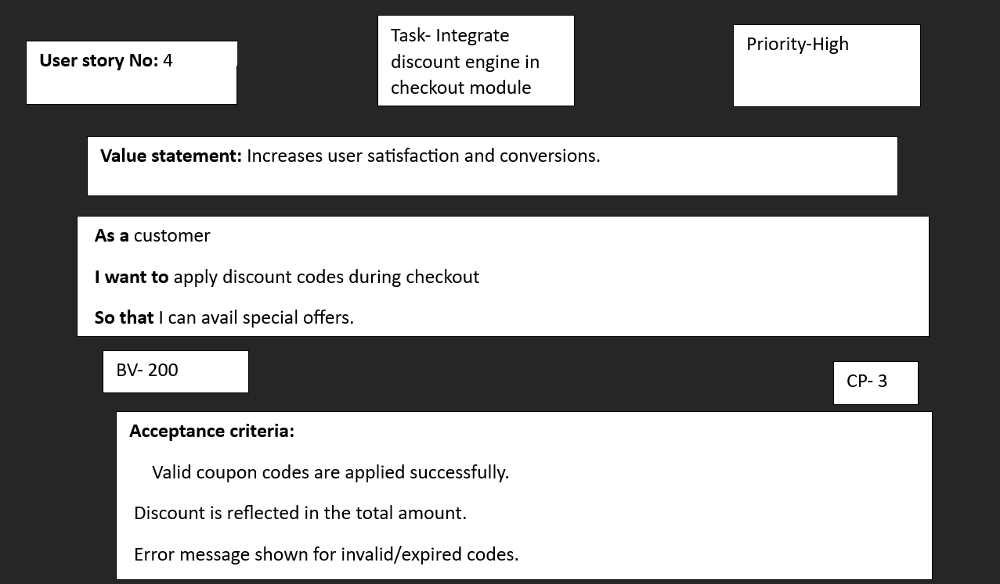 User story No: 4
Task- Integrate
discount engine in
checkout module
Priority-High
Value statement: Increases user satisfaction and conversions.
As a customer
I want to apply discount codes during checkout
So that I can avail special offers.
BV- 200
CP- 3
Acceptance criteria:
Valid coupon codes are applied successfully.
Discount is reflected in the total amount.
Error message shown for invalid/expired codes.